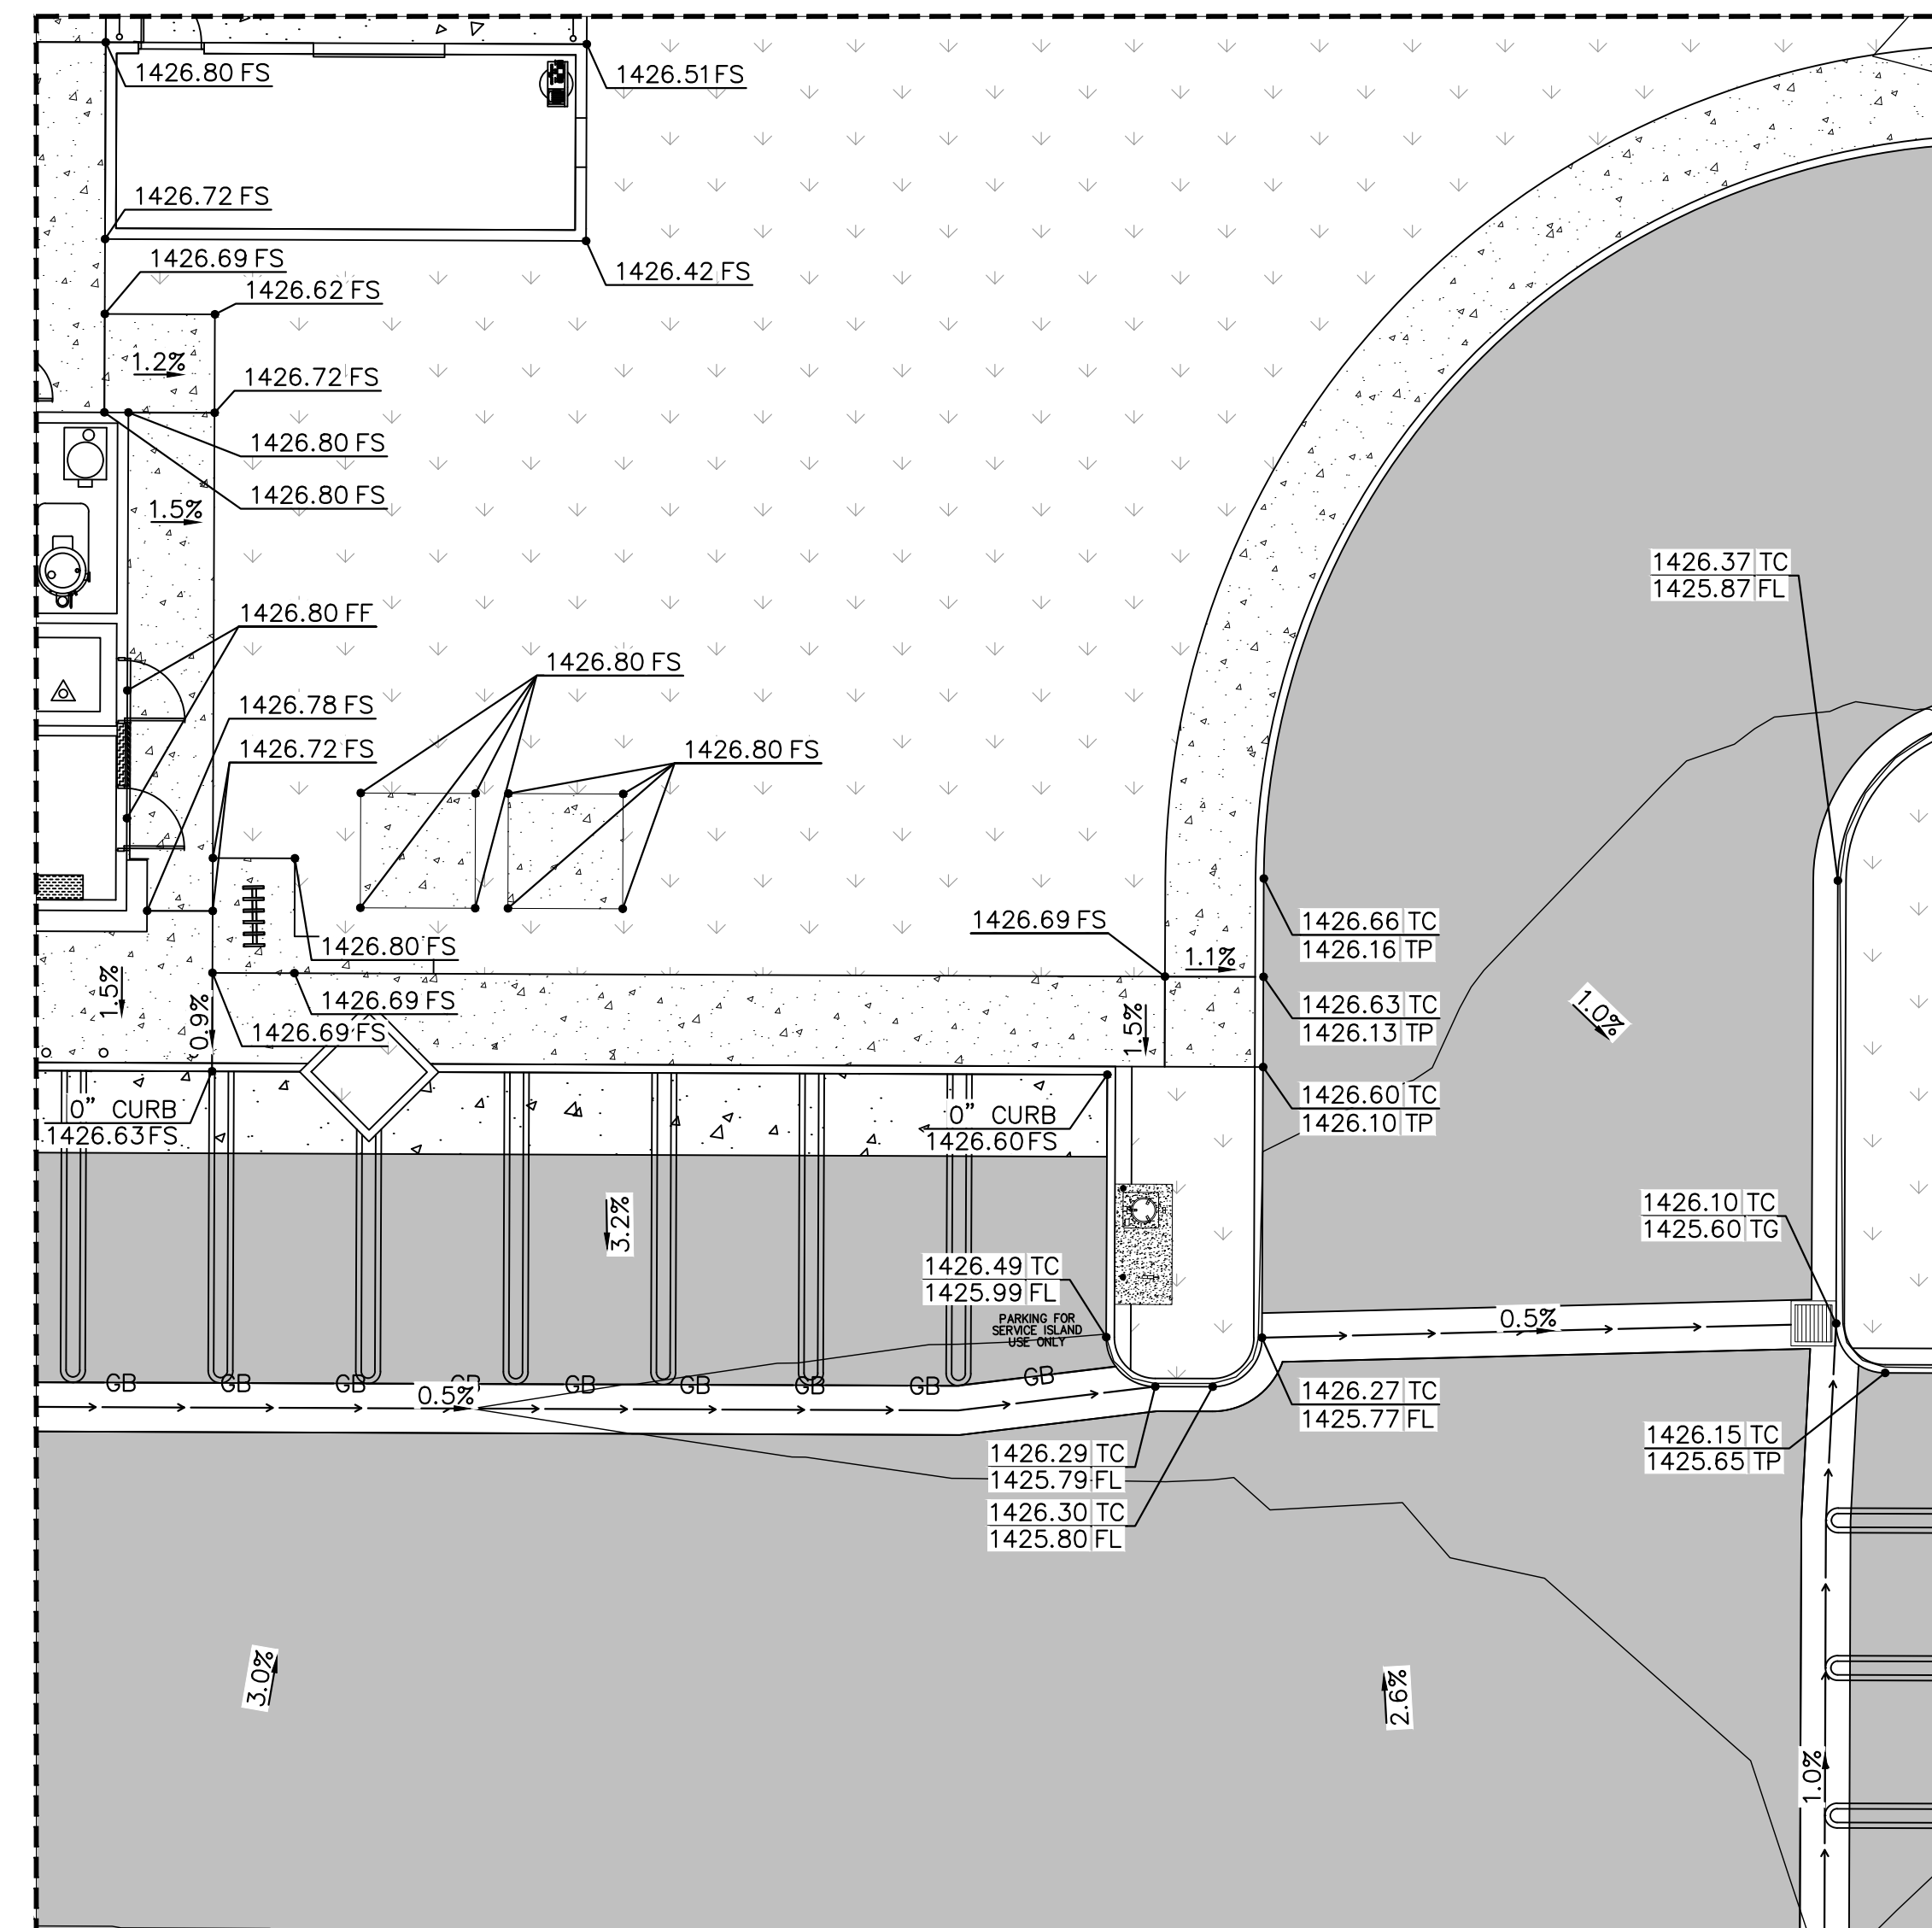 1426.80 FS
1426.51 FS
1426.72 FS
1426.69 FS
1426.42 FS
1426.62 FS
1.2%
1426.72 FS
1426.80 FS
1426.80 FS
1.5%
1426.37 TC
1425.87 FL
1426.80 FF
1426.80 FS
1426.78 FS
1426.72 FS
1426.80 FS
1426.69 FS
1426.66 TC
1426.16 TP
1426.80 FS
1.1%
1.5%
0.9%
1426.69 FS
1426.69 FS
1.5%
1426.63 TC
1426.13 TP
1.0%
0” CURB
1426.63 FS
0” CURB
1426.60 FS
1426.60 TC
1426.10 TP
3.2%
1426.10 TC
1425.60 TG
1426.49 TC
1425.99 FL
PARKING FOR
SERVICE ISLAND
USE ONLY
0.5%
GB GB GB GB GB GB GB GB GB
0.5%
1426.27 TC
1425.77 FL
1426.29 TC
1425.79 FL
1426.15 TC
1425.65 TP
1426.30 TC
1425.80 FL
3.0%
2.6%
1.0%